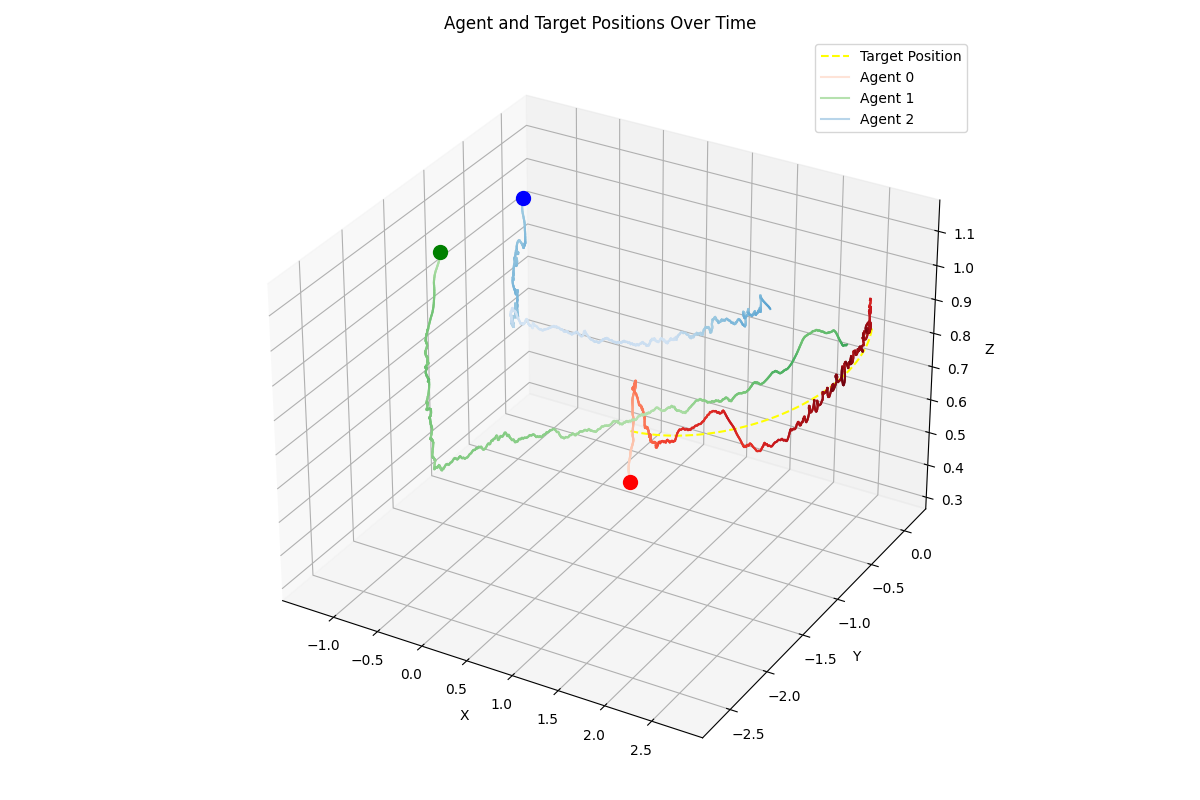 Agent and Target Positions Over Time
Target Position
Agent 0
Agent 1
Agent 2
1.1
1.0
0.9
0.8
Z
0.7
0.6
0.5
0.4
0.3
0.0
−0.5
−1.0
−1.5
Y
−2.0
−2.5
−1.0
−0.5
0.0
0.5
1.0
1.5
2.0
2.5
X